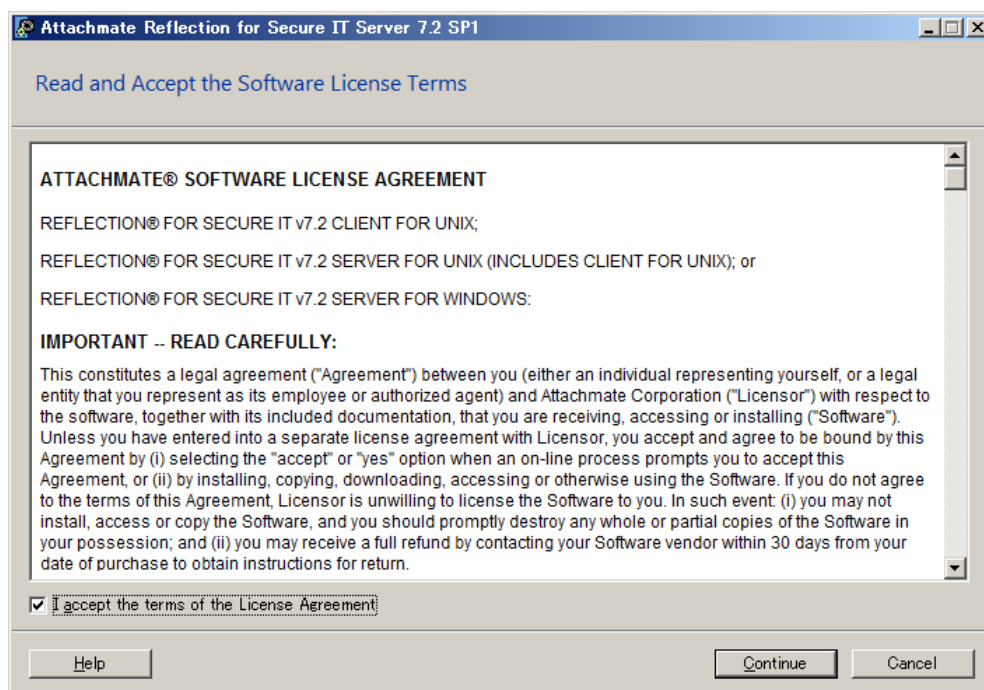 Attachmate Reflection for Secure IT Server 7.2 SP1
Read and Accept the Software License Terms
ATTACHMATE® SOFTWARE LICENSE AGREEMENT
REFLECTION® FOR SECURE IT v7.2 CLIENT FOR UNIX;
REFLECTION® FOR SECURE IT v7.2 SERVER FOR UNIX (INCLUDES CLIENT FOR UNIX); or
REFLECTION® FOR SECURE IT v7.2 SERVER FOR WINDOWS:
IMPORTANT -- READ CAREFULLY:
This constitutes a legal agreement ("Agreement") between you (either an individual representing yourself, or a legal
entity that you represent as its employee or authorized agent) and Attachmate Corporation ("Licensor") with respect to
the software, together with its included documentation, that you are receiving, accessing or installing ("Software").
Unless you have entered into a separate license agreement with Licensor, you accept and agree to be bound by this
Agreement by (i) selecting the "accept" or "yes" option when an on-line process prompts you to accept this
Agreement, or (ii) by installing, copying, downloading, accessing or otherwise using the Software. If you do not agree
to the terms of this Agreement, Licensor is unwilling to license the Software to you. In such event: (i) you may not
install, access or copy the Software, and you should promptly destroy any whole or partial copies of the Software in
your possession; and (ii) you may receive a full refund by contacting your Software vendor within 30 days from your
date of purchase to obtain instructions for return.
I accept the terms of the License Agreement
Help
Continue
Cancel